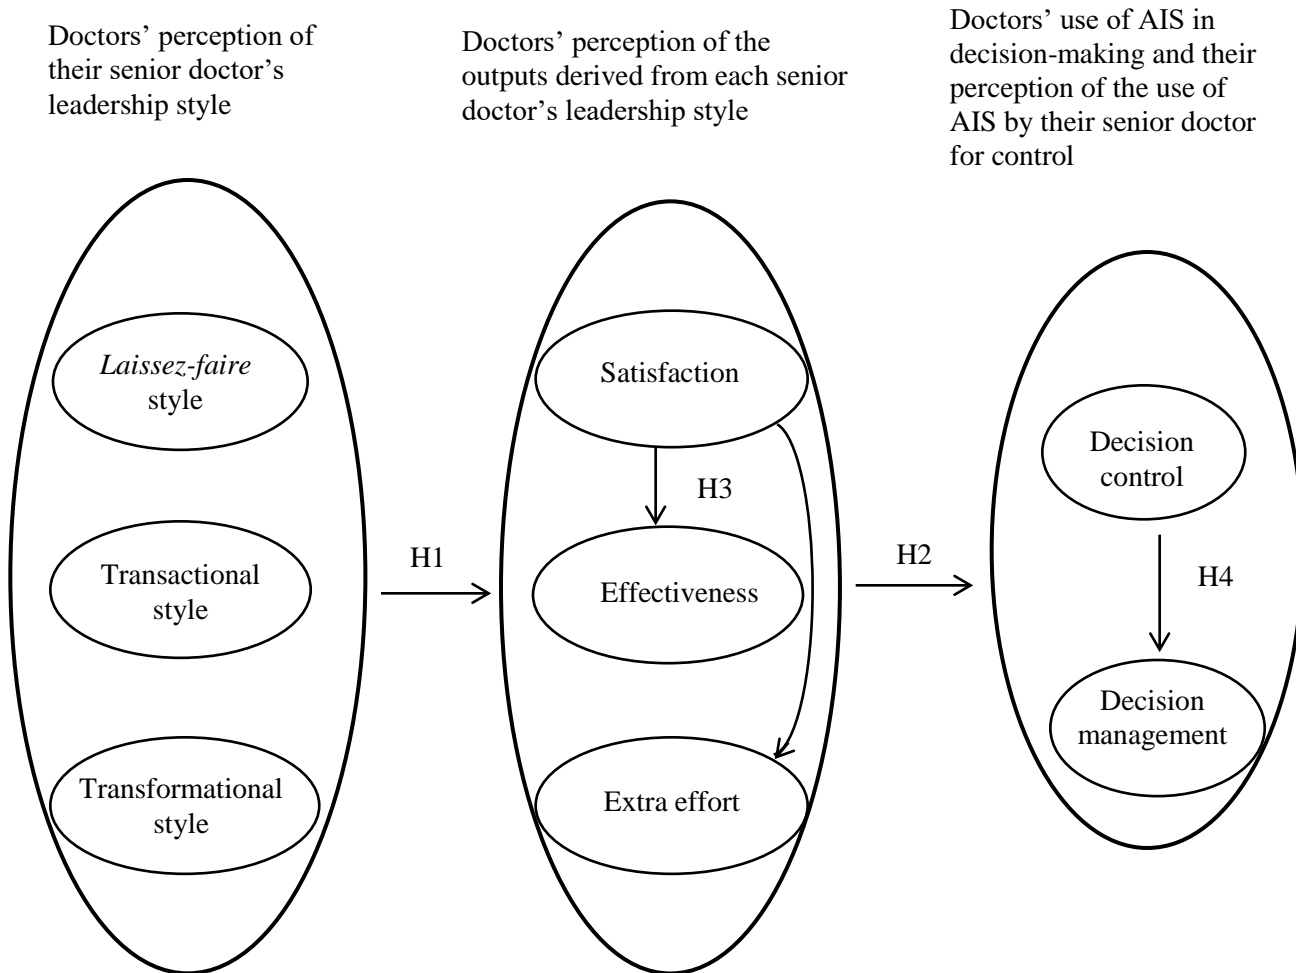 Doctors’ perception of
their senior doctor’s
leadership style
Doctors’ perception of the
outputs derived from each senior
doctor’s leadership style
Doctors’ use of AIS in
decision-making and their
perception of the use of
AIS by their senior doctor
for control
Laissez-faire
style
Transactional
style
Transformational
style
H1
Satisfaction
H3
Effectiveness
Extra effort
H2
Decision
control
H4
Decision
management